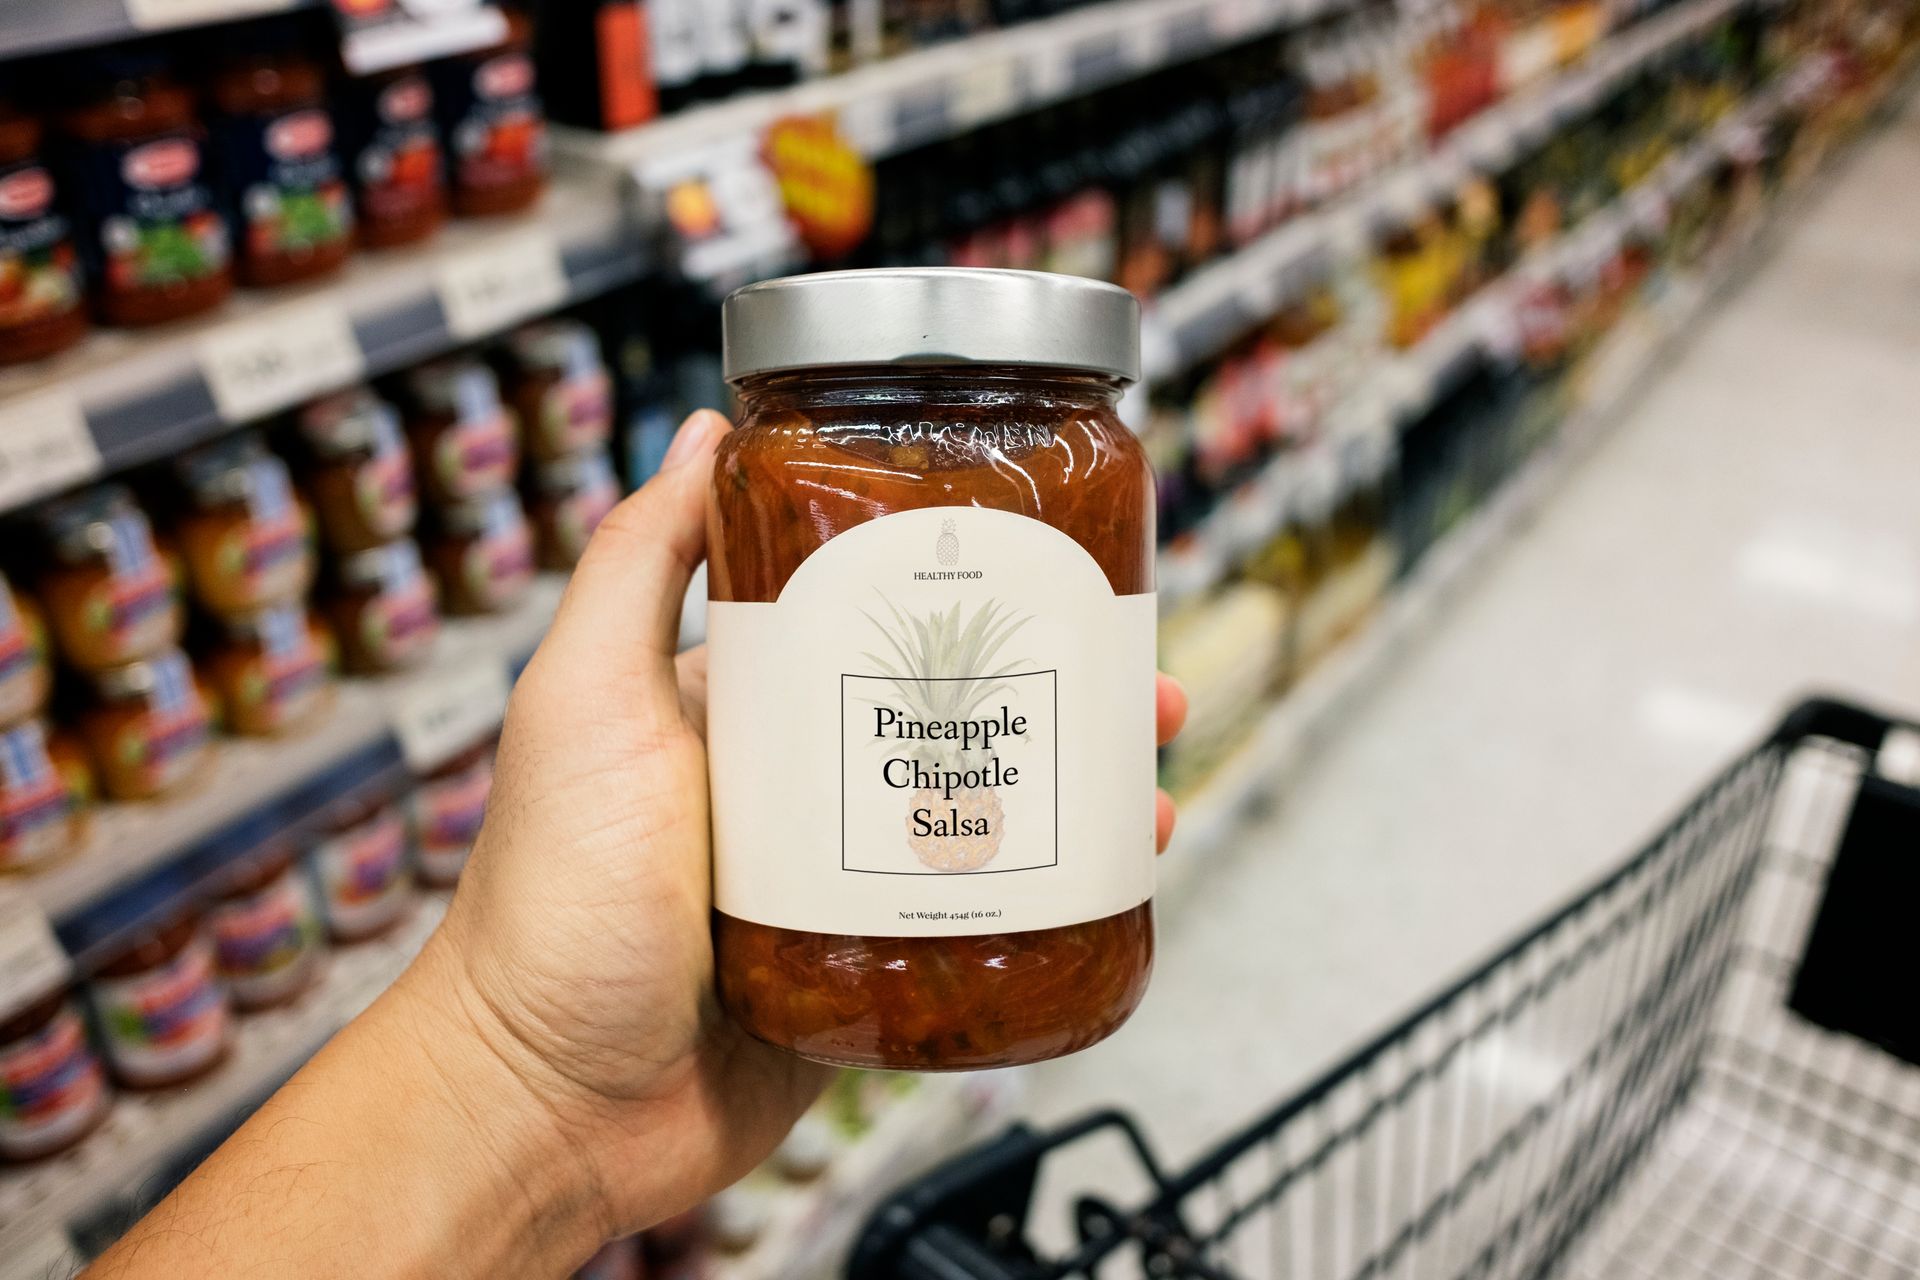 HEALTHY FOOD
Pineapple
Chipotle
Salsa
Net Weight 454g (16 oz.)